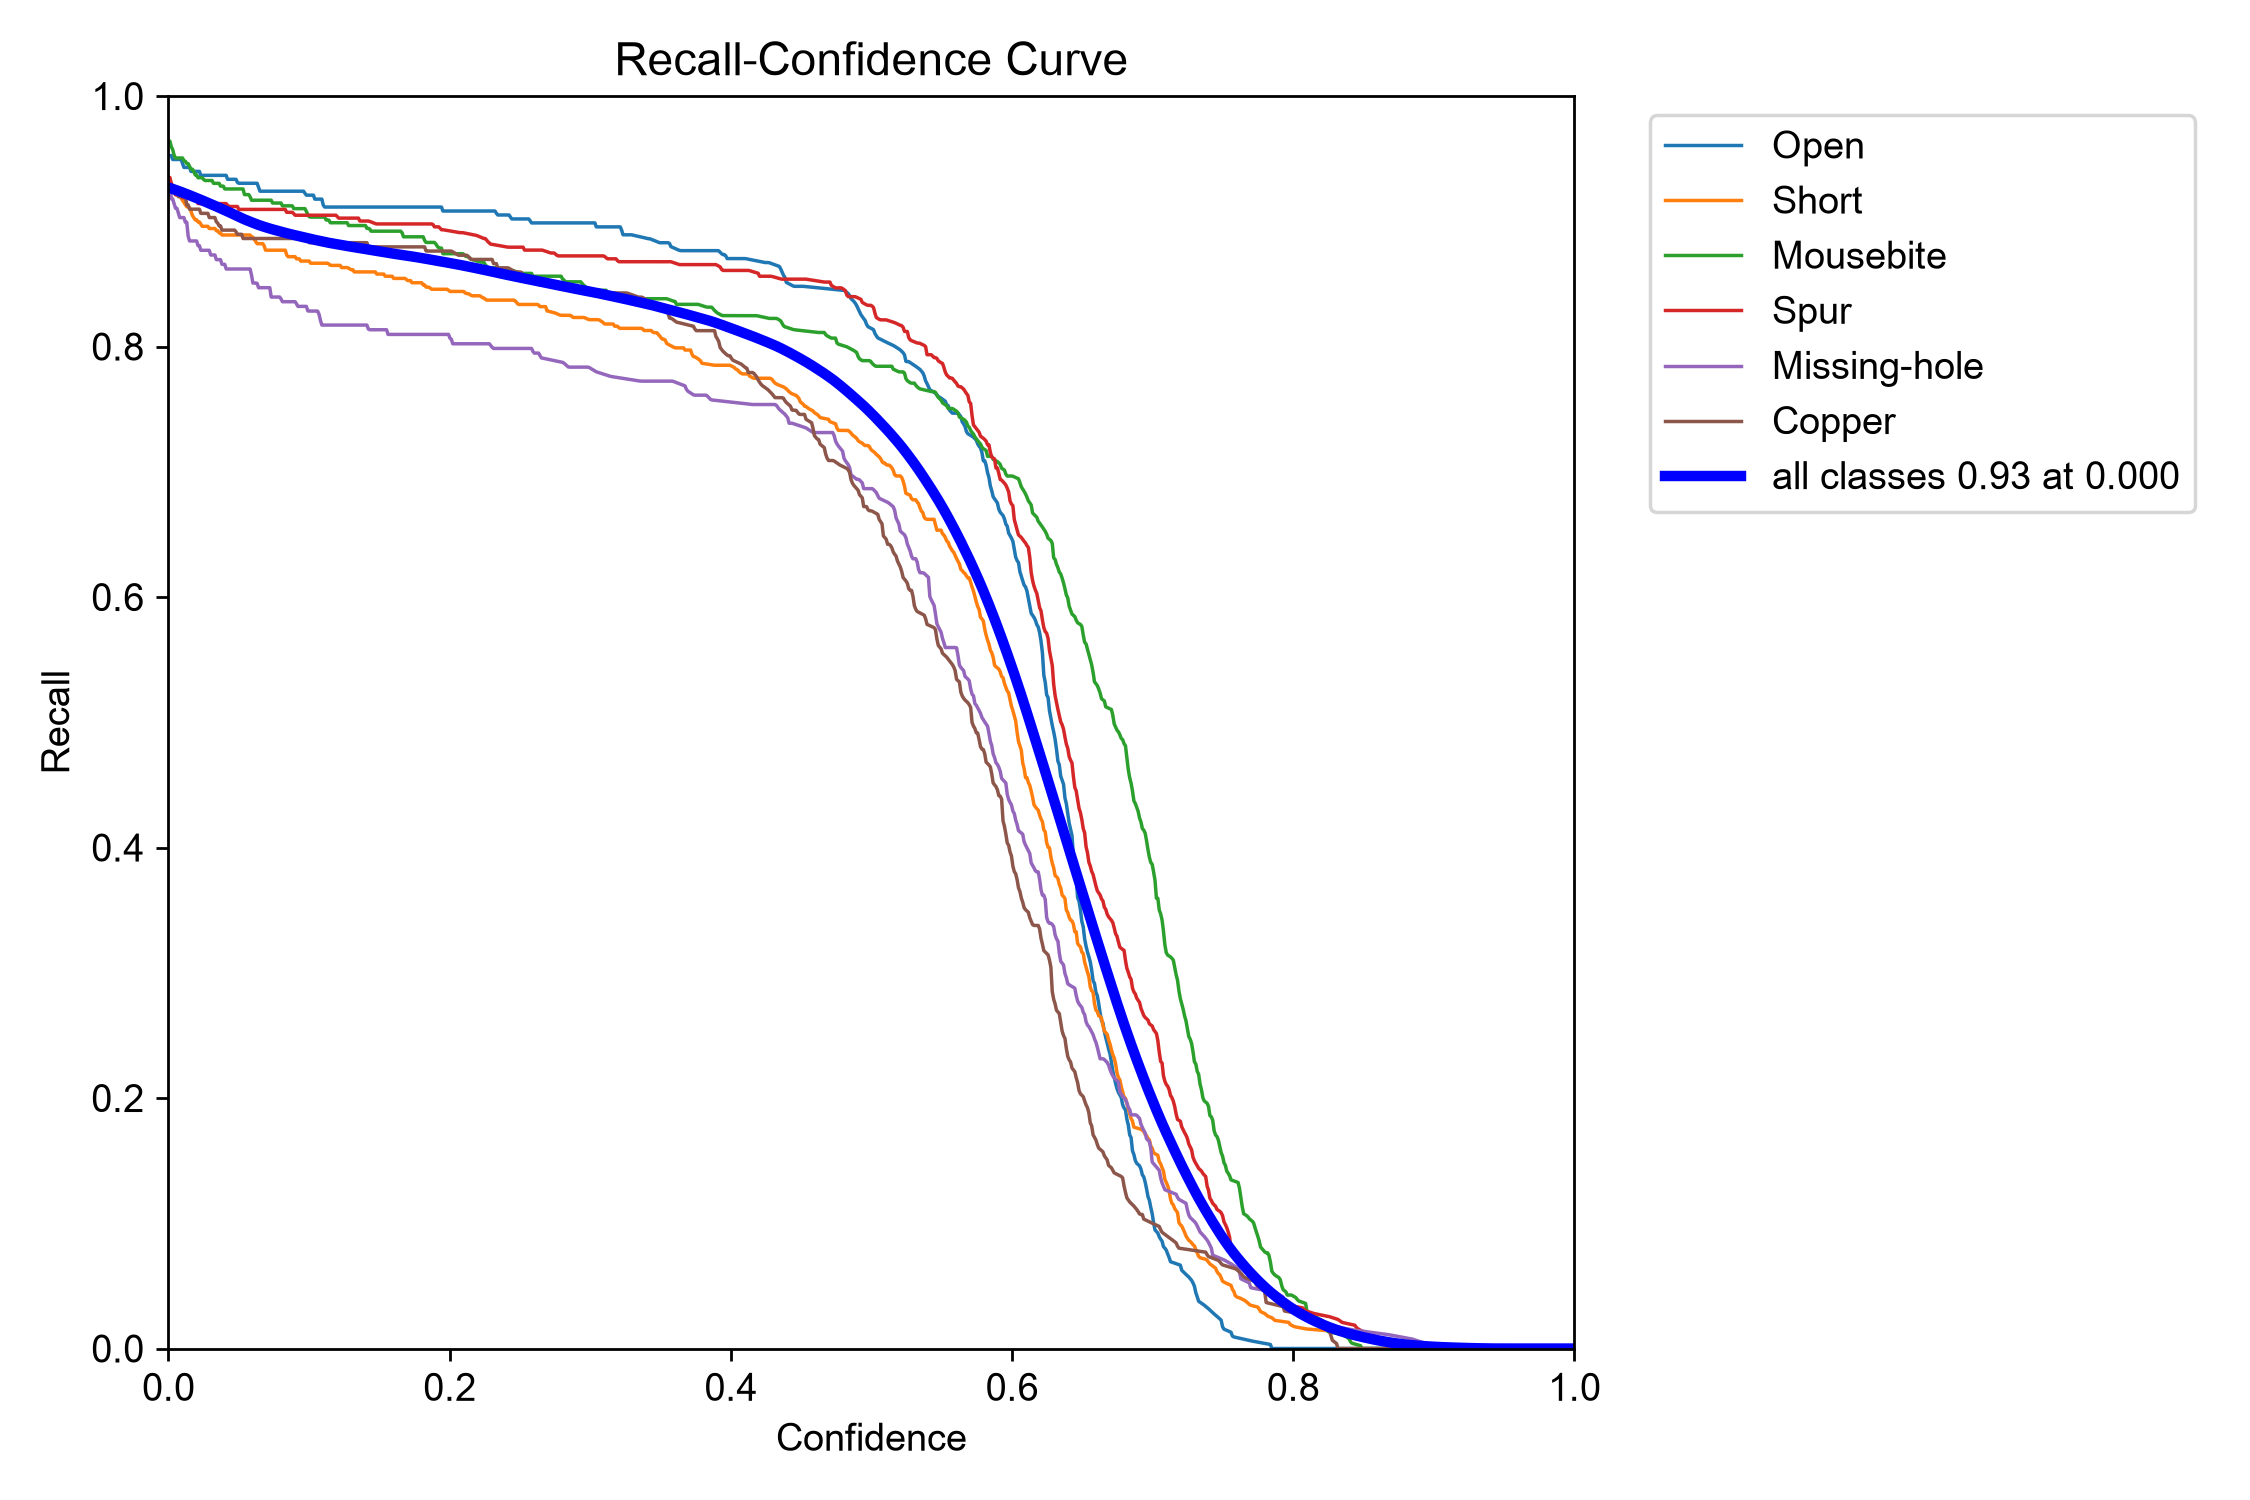 Recall-Confidence Curve
1.0
0.8
0.6
0.4
0.2
0.0
Recall
0.0 0.2 0.4 0.6 0.8 1.0
Confidence
Open
Short
Mousebite
Spur
Missing-hole
Copper
all classes 0.93 at 0.000